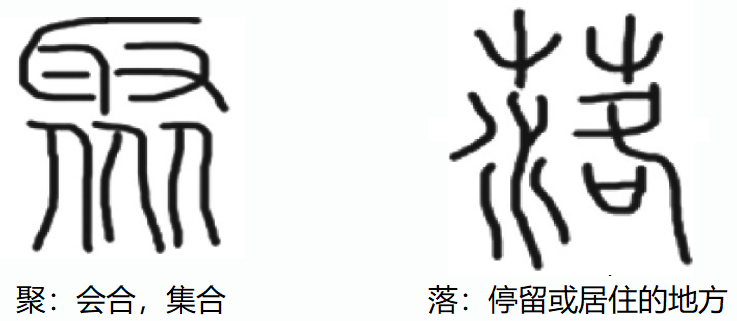 聚 落
聚：会合，集合
落：停留或居住的地方